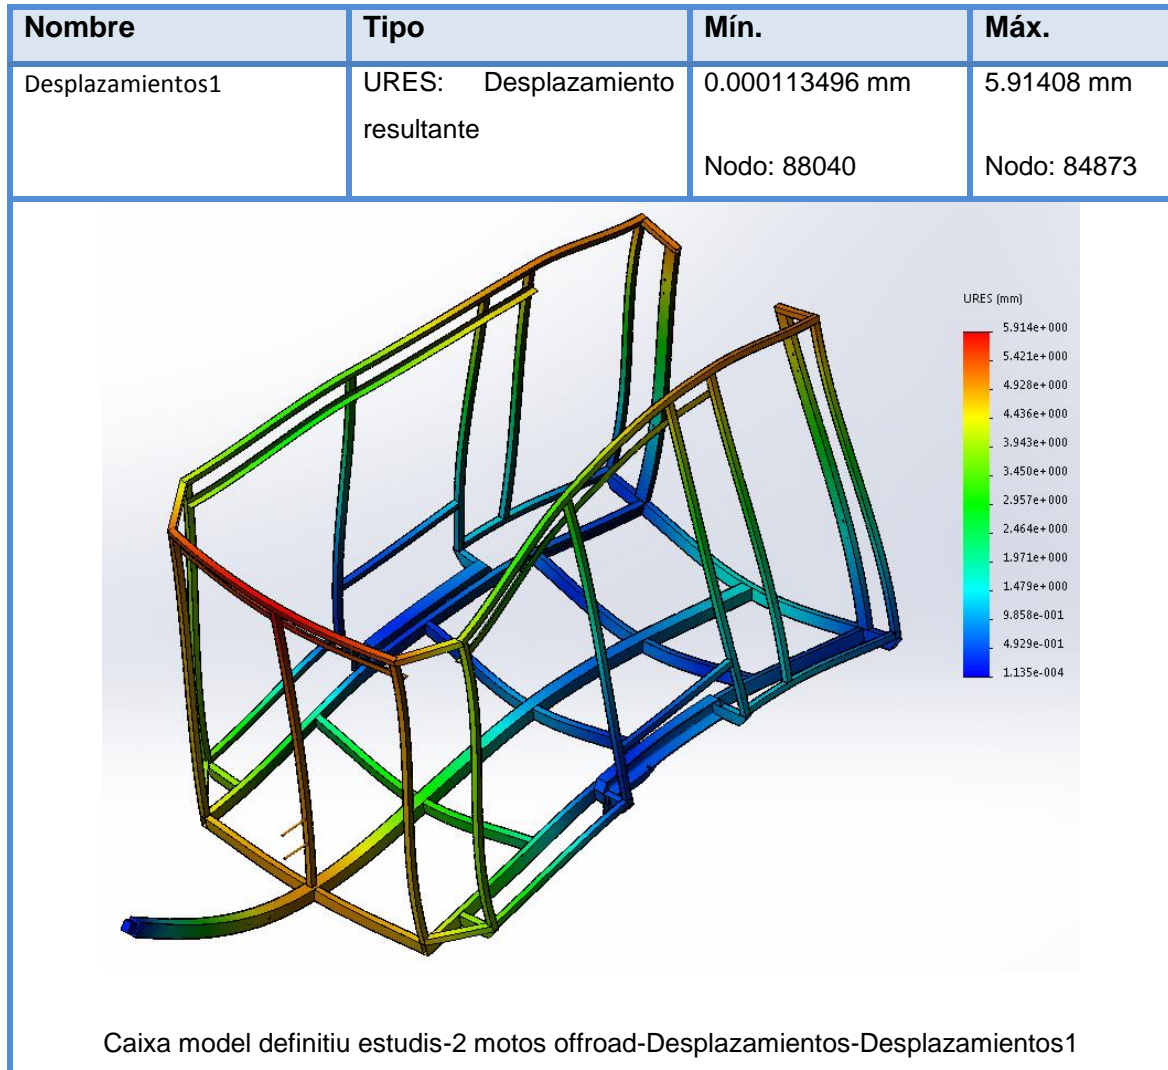 Nombre Tipo Mín. Máx.
Desplazamientos1 URES: Desplazamiento 0.000113496 mm 5.91408 mm
resultante
Nodo: 88040 Nodo: 84873
URES (mm)
5.914e+000
5.421e+000
4.928e+000
4.436e+000
3.943e+000
3.450e+000
2.957e+000
2.464e+000
1.971e+000
1.479e+000
9.858e-001
4.929e-001
1.135e-004
Caixa model definitiu estudis-2 motos offroad-Desplazamientos-Desplazamientos1